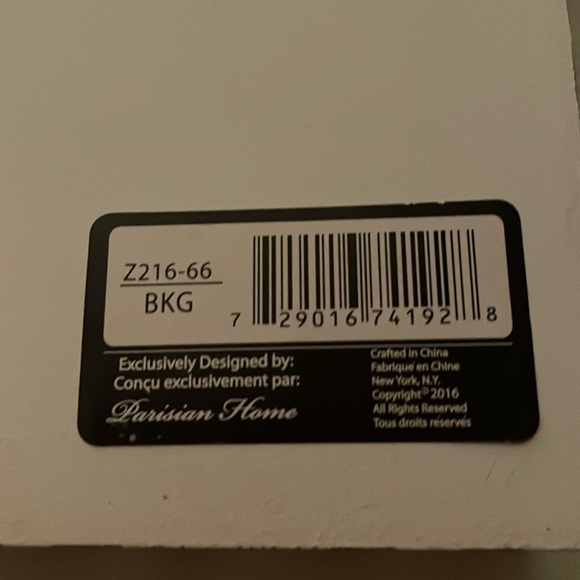 Z216-66
BKG
7 29016 74192 8
Exclusively Designed by:
Conçu exclusivement par:
Parisian Home
Crafted in China
Fabriqué en Chine
New York, N.Y.
Copyright® 2016
All Rights Reserved
Tous droits réservés